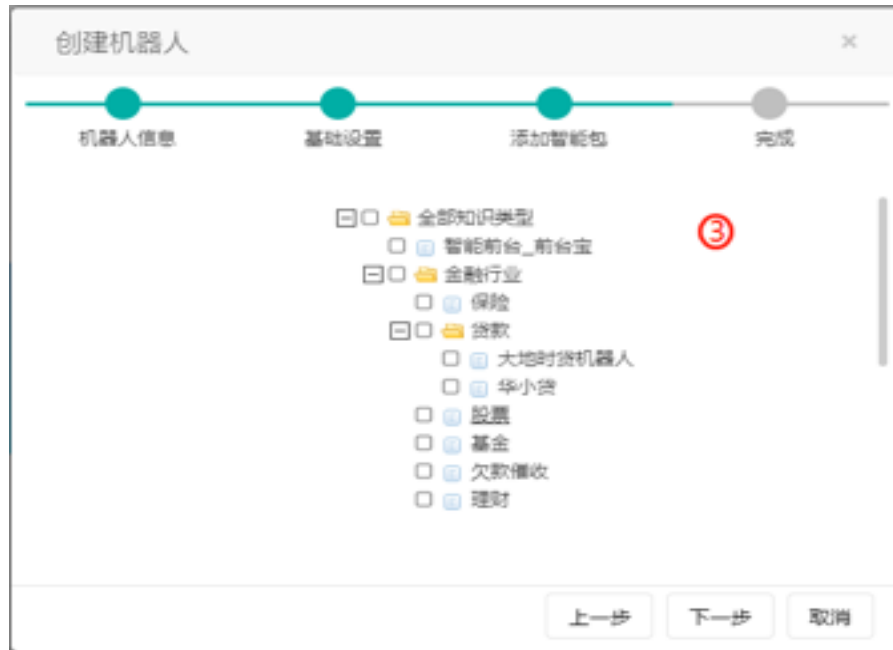 创建机器人 ×
机器人信息 基础设置 添加智能包 完成
全部知识类型 ③
智能前台_前台宝
金融行业
保险
贷款
大地时贷机器人
华小贷
股票
基金
欠款催收
理财
上一步 下一步 取消